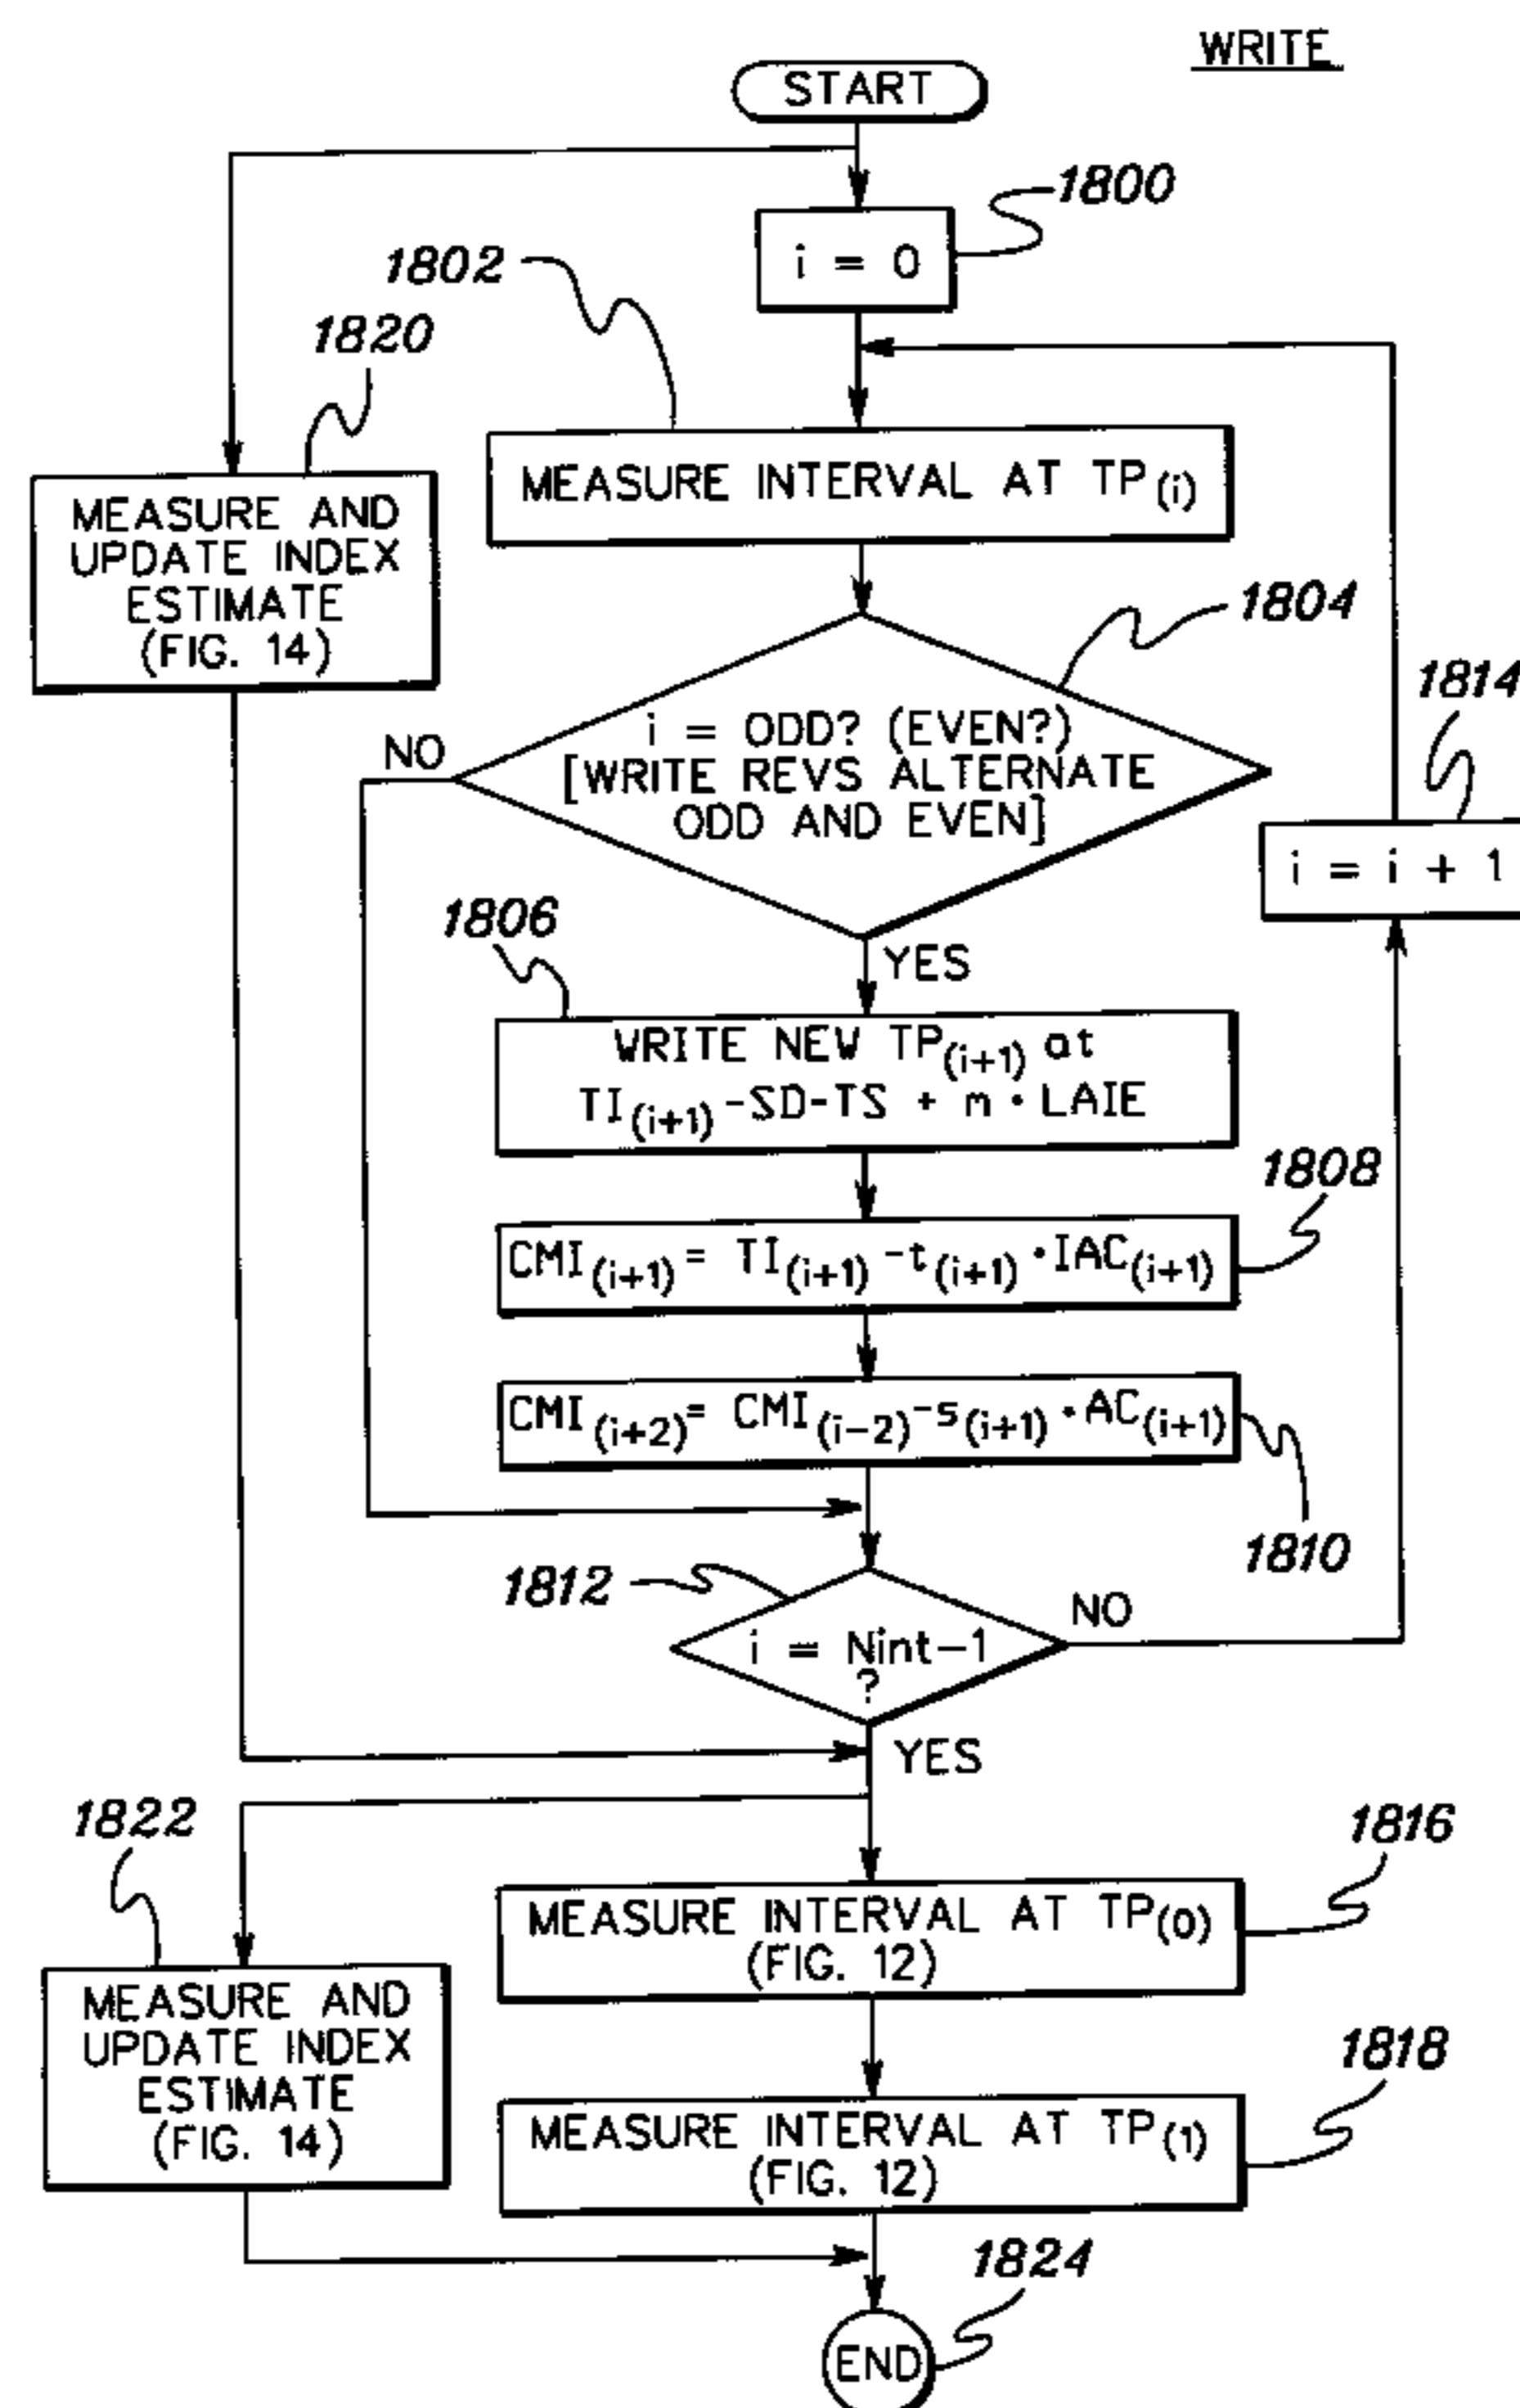 WRITE
START
1800
i = 0
1802
1820
MEASURE INTERVAL AT TP(i)
MEASURE AND
UPDATE INDEX
ESTIMATE
(FIG. 14)
1804
1814
i = ODD? (EVEN?)
[WRITE REVS ALTERNATE
ODD AND EVEN]
NO
i = i + 1
1806
YES
WRITE NEW TP(i+1) at
TI(i+1)-SD-TS + m • LAIE
1808
CMI(i+1) = TI(i+1)-t(i+1) •IAC(i+1)
CMI(i+2)= CMI(i-2)-s(i+1) •AC(i+1)
1810
1812
NO
i = Nint-1
?
YES
1822
1816
MEASURE INTERVAL AT TP(0)
(FIG. 12)
MEASURE AND
UPDATE INDEX
ESTIMATE
(FIG. 14)
1818
MEASURE INTERVAL AT TP(1)
(FIG. 12)
1824
END